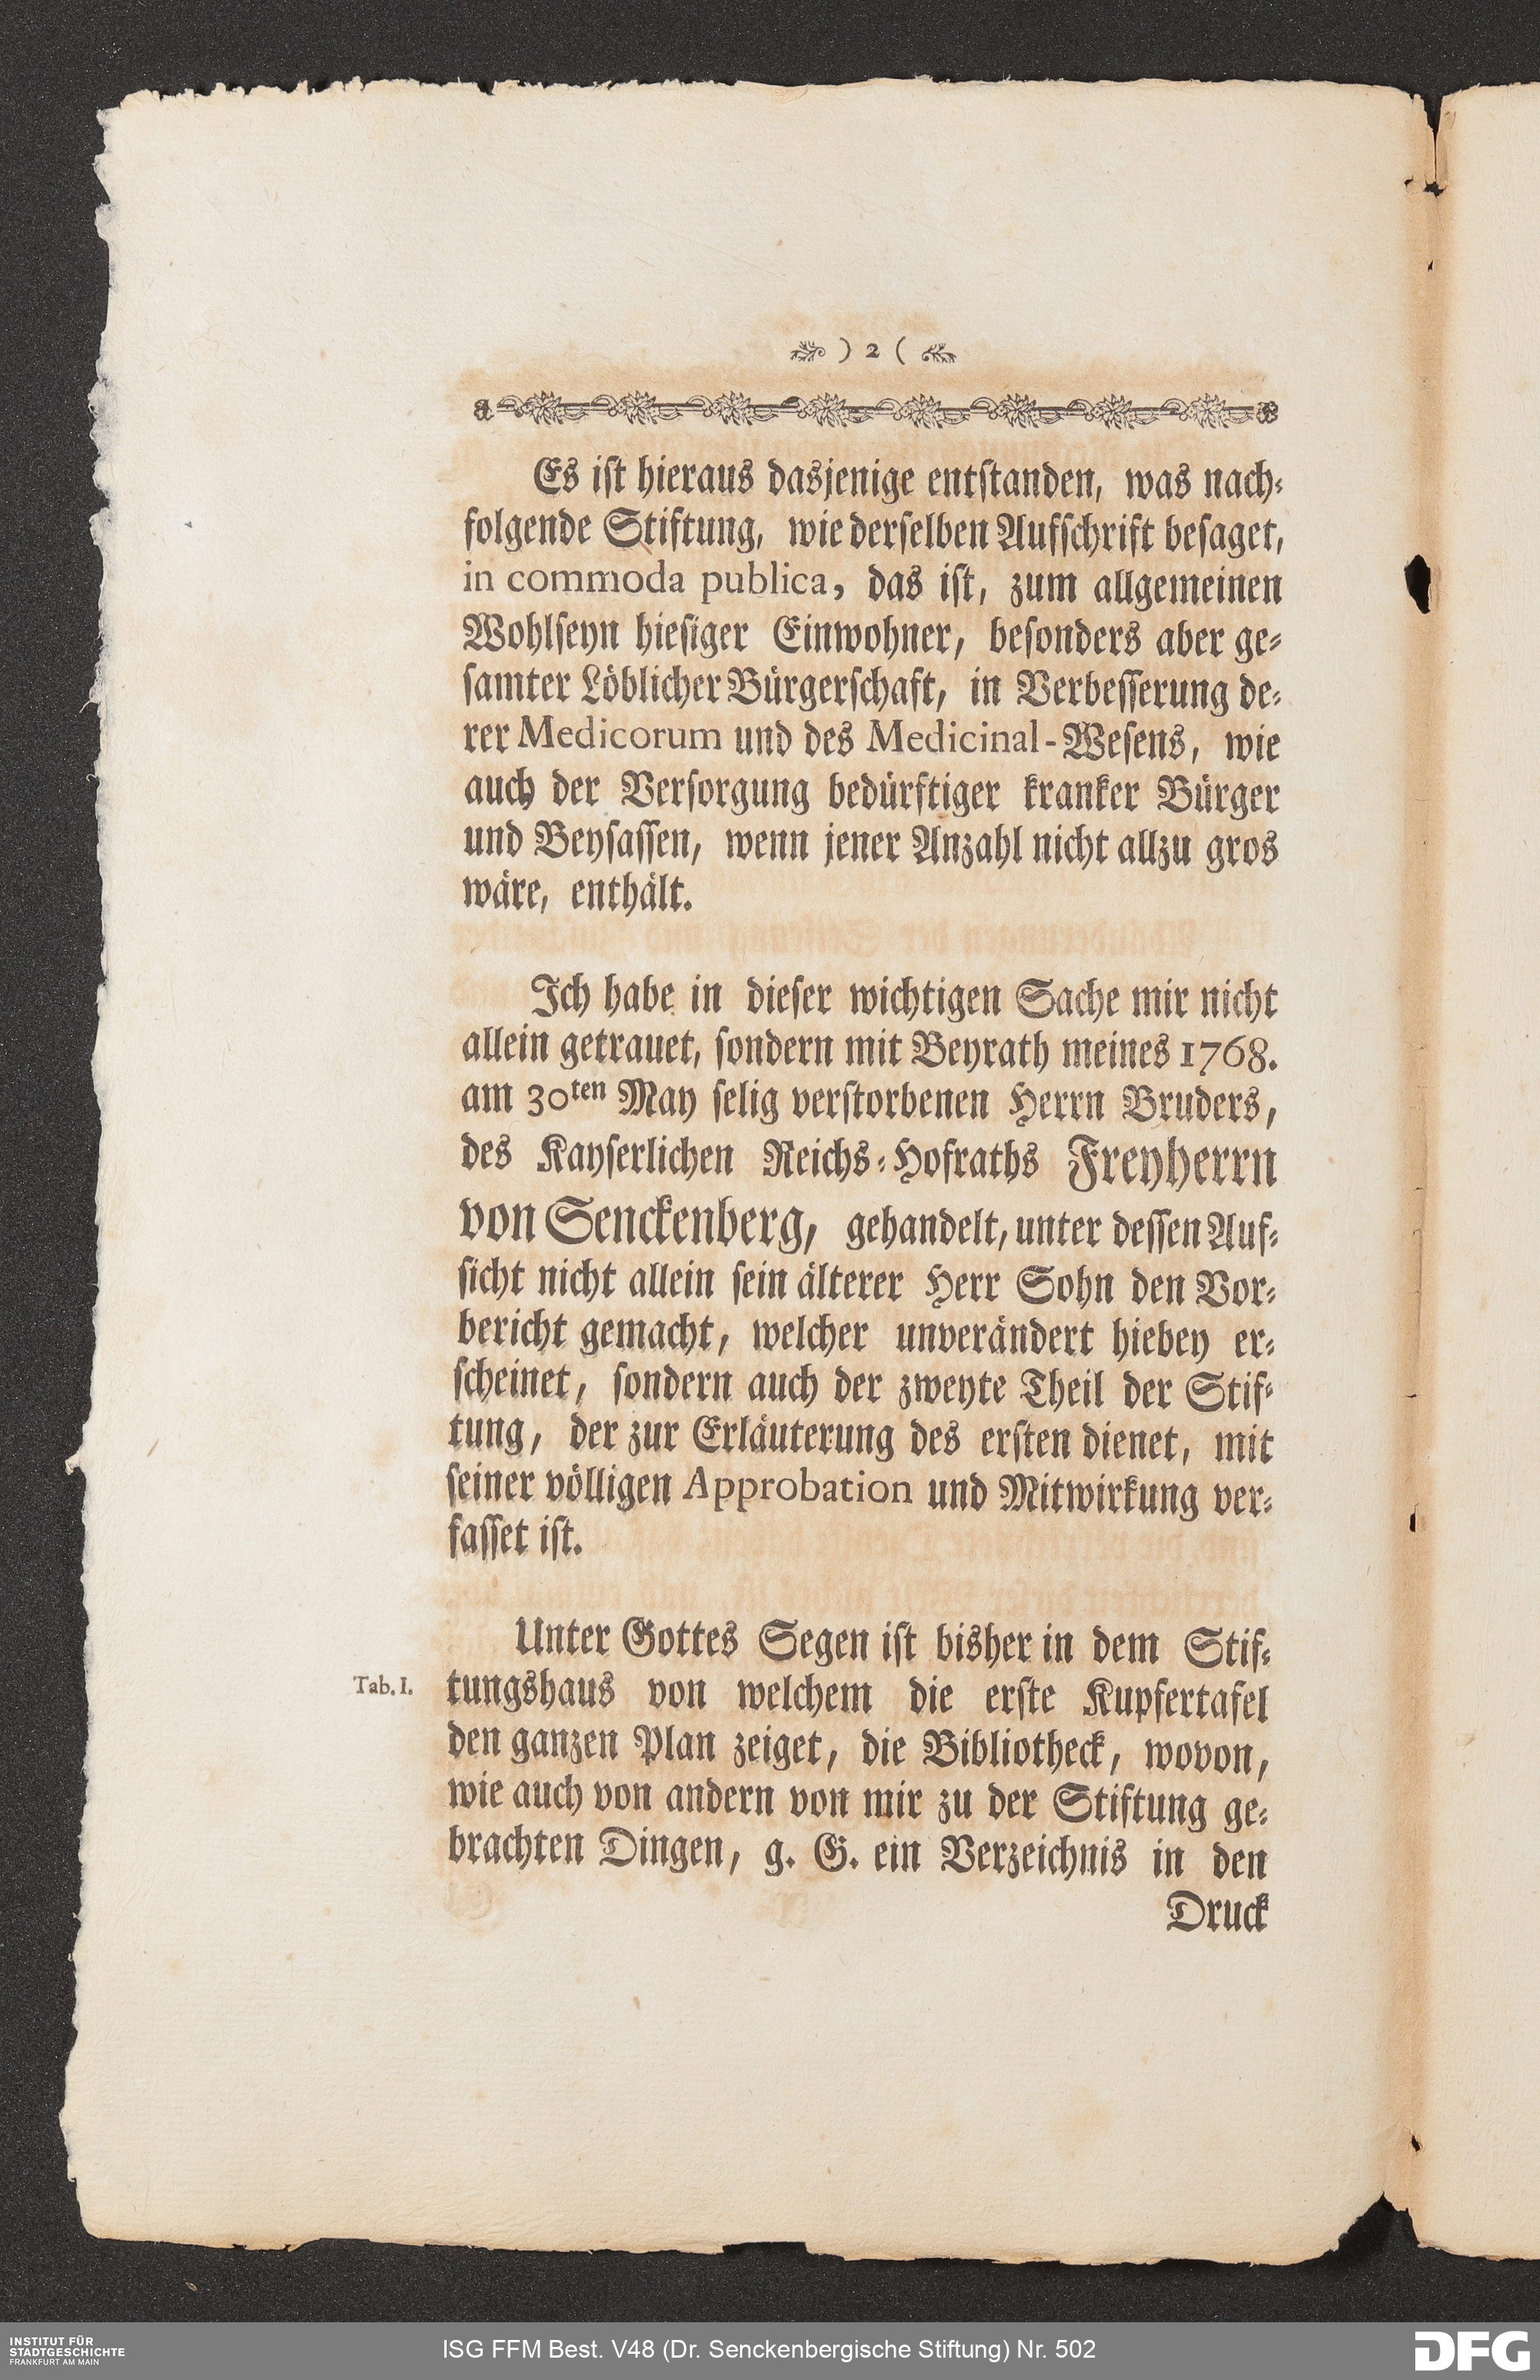 ) 2 (
Es ist hieraus dasjenige entstanden, was nach-
folgende Stiftung, wie derselben Aufschrift besaget,
in commoda publica, das ist, zum allgemeinen
Wohlseyn hiesiger Einwohner, besonders aber ge-
samter Löblicher Bürgerschaft, in Verbesserung de-
rer Medicorum und des Medicinal-Wesens, wie
auch der Versorgung bedürftiger kranker Bürger
und Beysassen, wenn jener Anzahl nicht allzu gros
wäre, enthält.
Ich habe in dieser wichtigen Sache mir nicht
allein getrauet, sondern mit Beyrath meines 1768.
am 30ten May selig verstorbenen Herrn Bruders,
des Kayserlichen Reichs-Hofraths Freyherrn
von Senckenberg, gehandelt, unter dessen Auf-
sicht nicht allein sein älterer Herr Sohn den Vor-
bericht gemacht, welcher unverändert hiebey er-
scheinet, sondern auch der zweyte Theil der Stif-
tung, der zur Erläuterung des ersten dienet, mit
seiner völligen Approbation und Mitwirkung ver-
fasset ist.
Unter Gottes Segen ist bisher in dem Stif-
Tab. I. tungshaus von welchem die erste Kupfertafel
den ganzen Plan zeiget, die Bibliotheck, wovon,
wie auch von andern von mir zu der Stiftung ge-
brachten Dingen, g. G. ein Verzeichnis in den
Druck
INSTITUT FÜR
STADTGESCHICHTE
FRANKFURT AM MAIN
ISG FFM Best. V48 (Dr. Senckenbergische Stiftung) Nr. 502
DFG